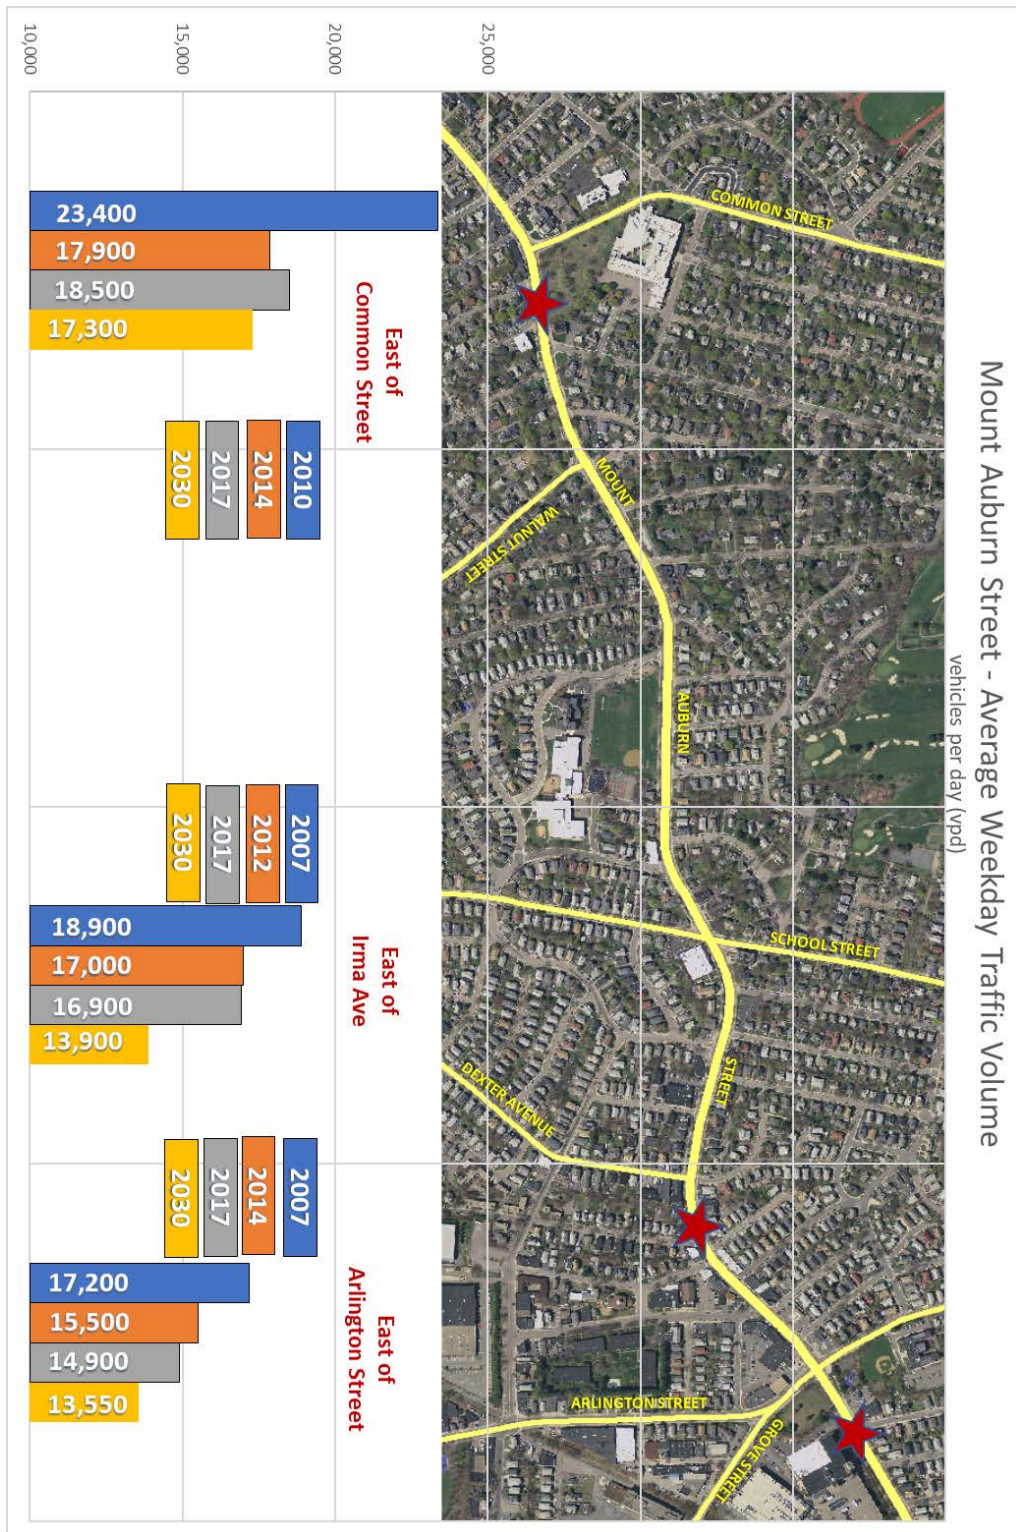 Mount Auburn Street - Average Weekday Traffic Volume
vehicles per day (vpd)
COMMON STREET
MOUNT
WALNUT STREET
AUBURN
SCHOOL STREET
STREET
DEXTER AVENUE
ARLINGTON STREET
GROVE STREET
25,000
20,000
15,000
10,000
East of
Common Street
2010
2014
2017
2030
23,400
17,900
18,500
17,300
East of
Irma Ave
2007
2012
2017
2030
18,900
17,000
16,900
13,900
East of
Arlington Street
2007
2014
2017
2030
17,200
15,500
14,900
13,550